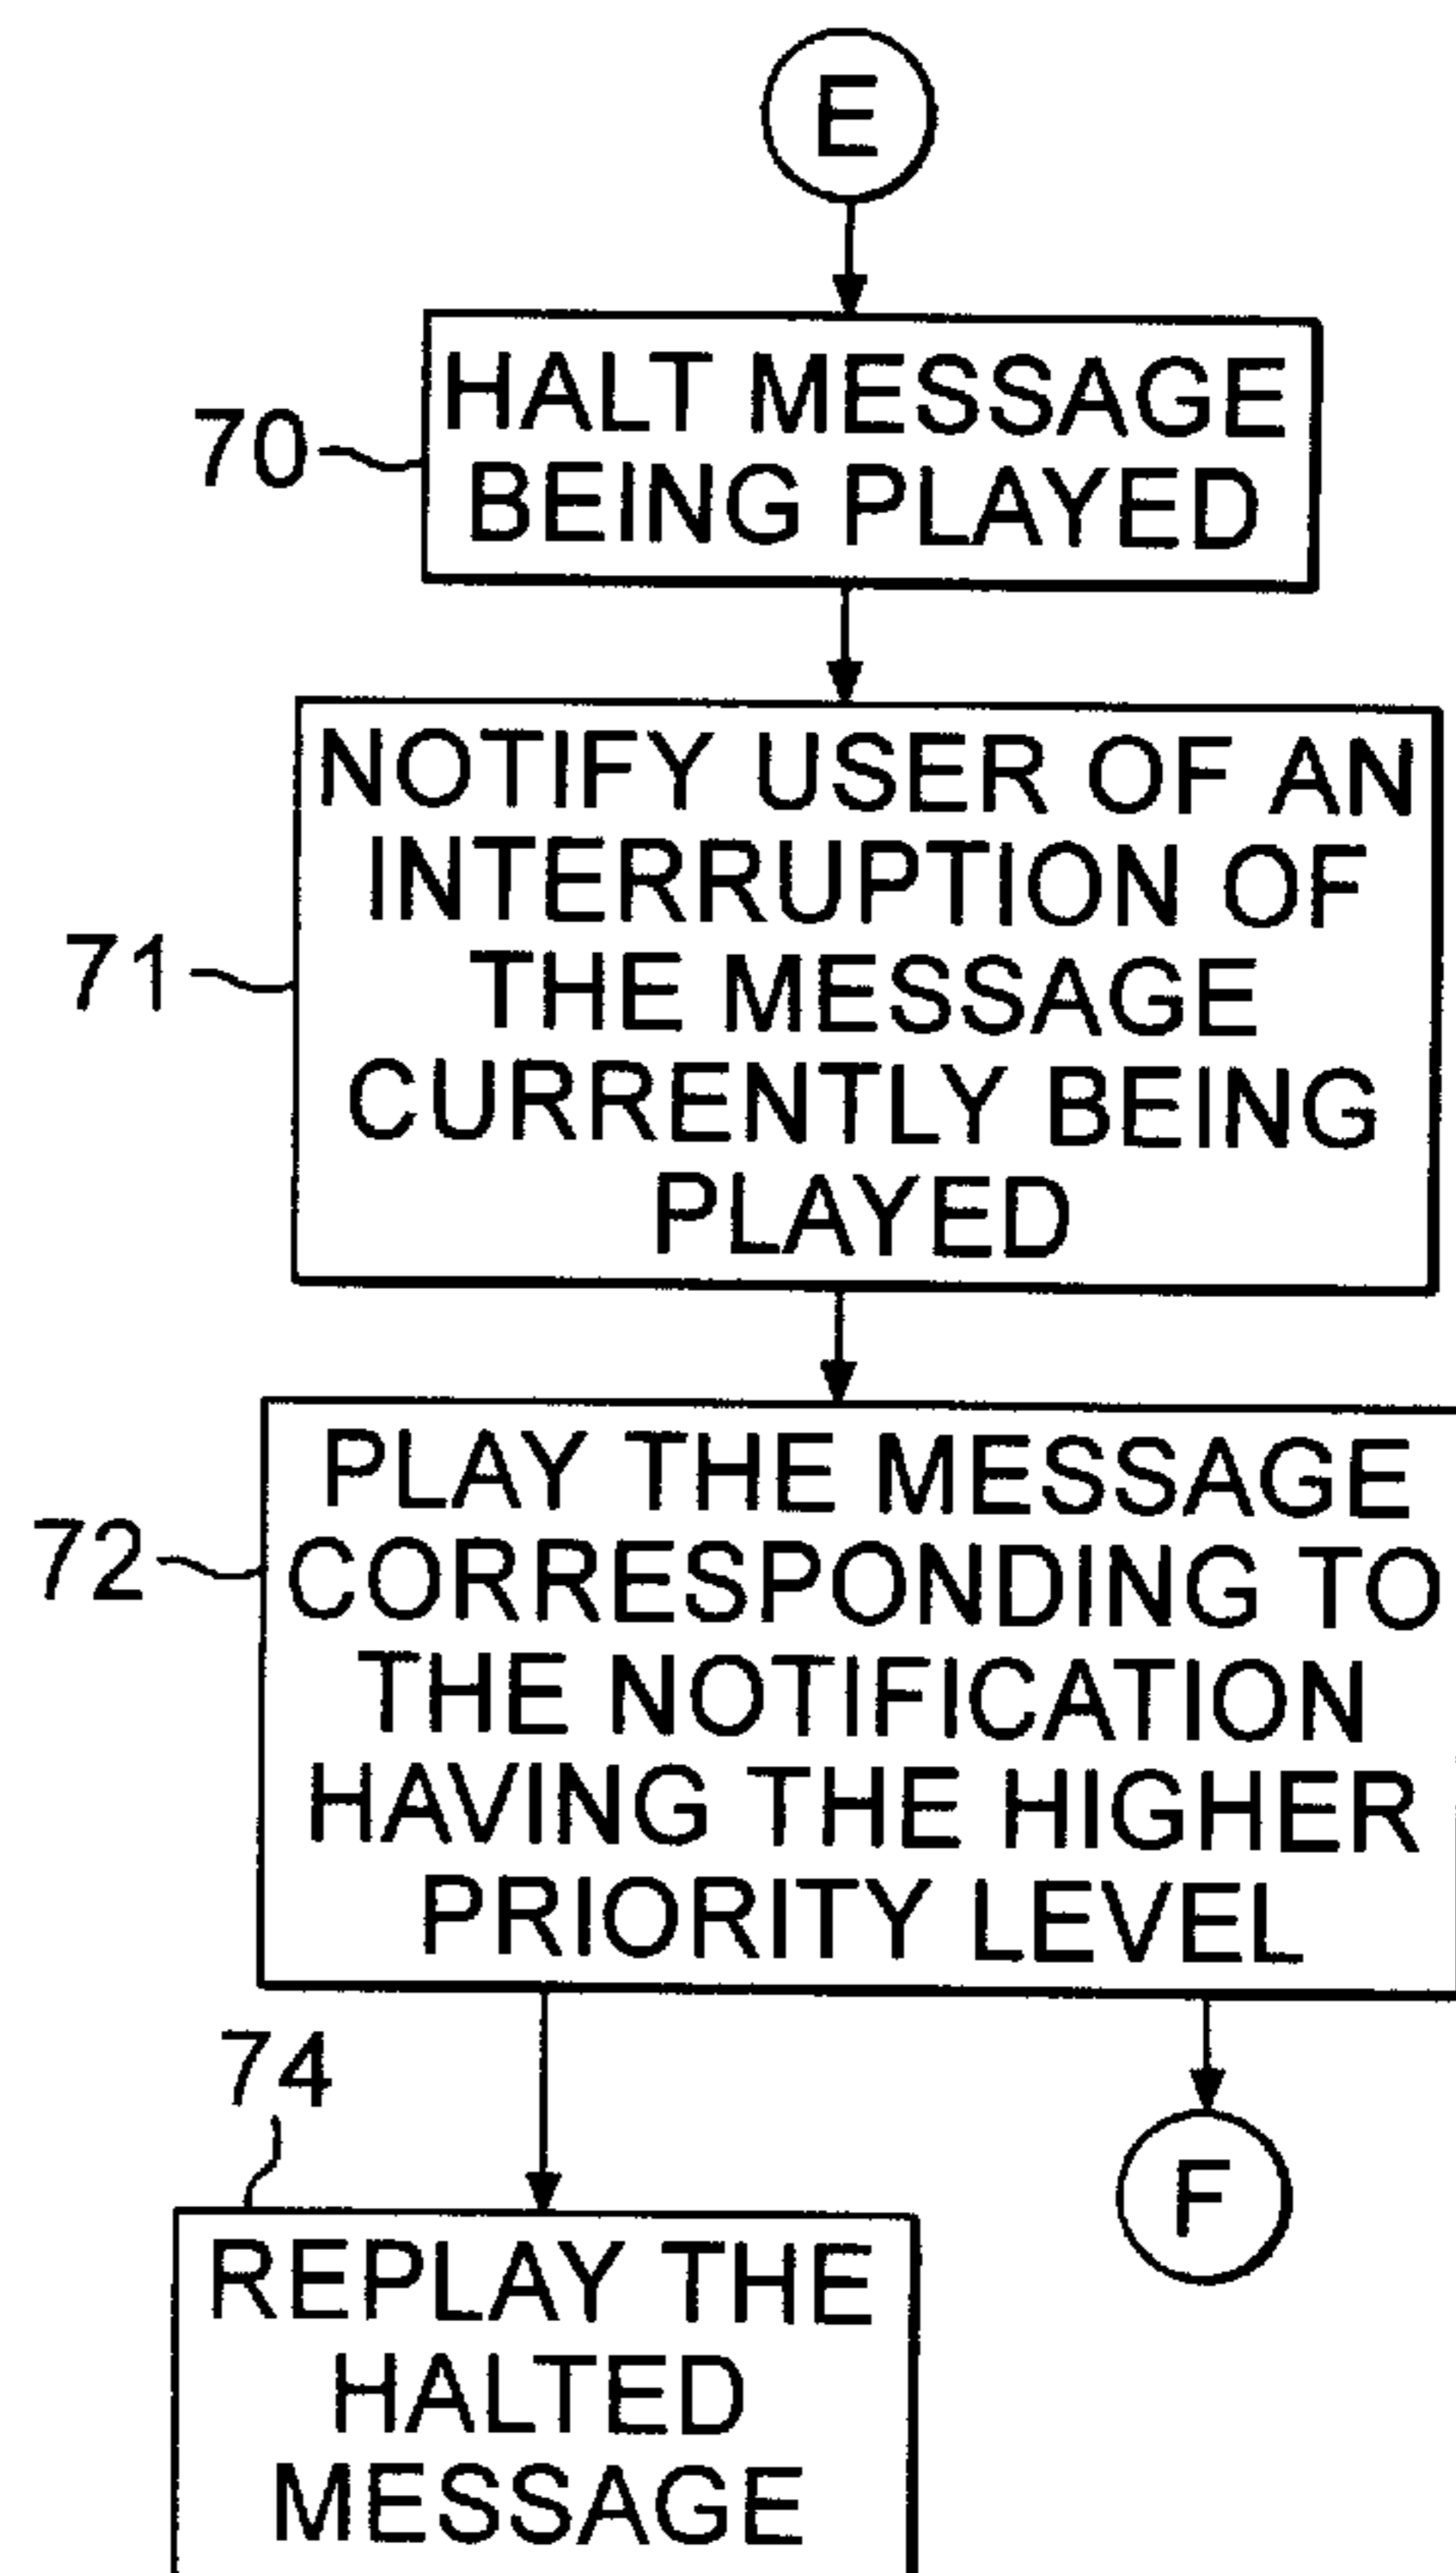 E
70
HALT MESSAGE
BEING PLAYED
71
NOTIFY USER OF AN
INTERRUPTION OF
THE MESSAGE
CURRENTLY BEING
PLAYED
72
PLAY THE MESSAGE
CORRESPONDING TO
THE NOTIFICATION
HAVING THE HIGHER
PRIORITY LEVEL
74
F
REPLAY THE
HALTED
MESSAGE